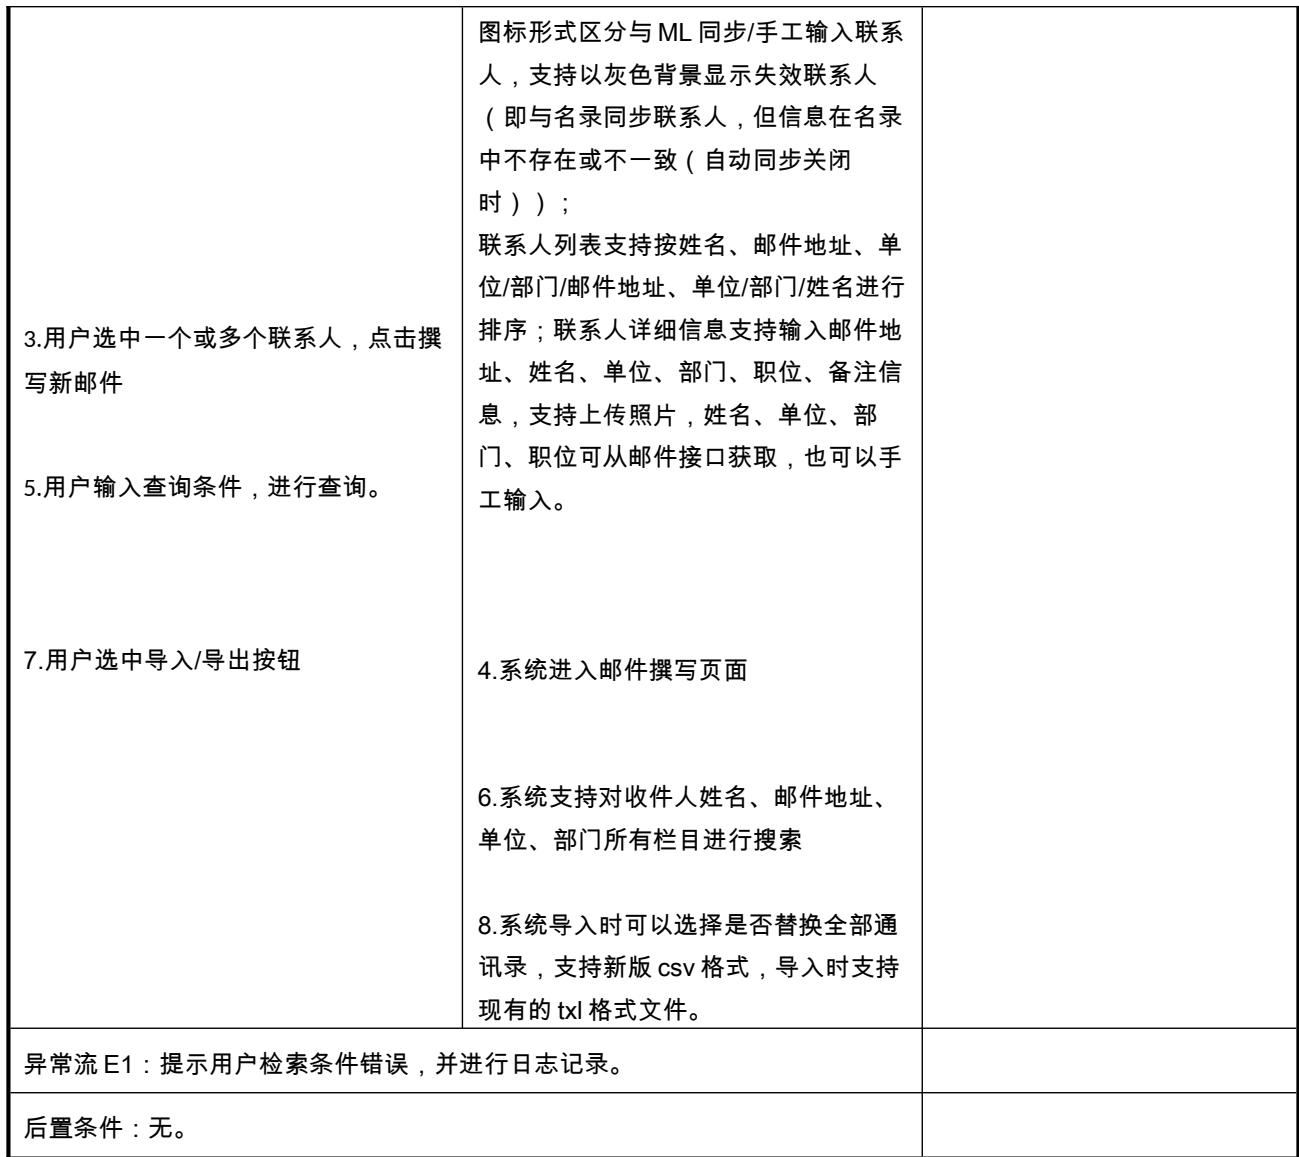 3.用户选中一个或多个联系人，点击撰
写新邮件
5.用户输入查询条件，进行查询。
7.用户选中导入/导出按钮
图标形式区分与 ML 同步/手工输入联系
人，支持以灰色背景显示失效联系人
（即与名录同步联系人，但信息在名录
中不存在或不一致（自动同步关闭
时））；
联系人列表支持按姓名、邮件地址、单
位/部门/邮件地址、单位/部门/姓名进行
排序；联系人详细信息支持输入邮件地
址、姓名、单位、部门、职位、备注信
息，支持上传照片，姓名、单位、部
门、职位可从邮件接口获取，也可以手
工输入。
4.系统进入邮件撰写页面
6.系统支持对收件人姓名、邮件地址、
单位、部门所有栏目进行搜索
8.系统导入时可以选择是否替换全部通
讯录，支持新版 csv 格式，导入时支持
现有的 txl 格式文件。
异常流 E1：提示用户检索条件错误，并进行日志记录。
后置条件：无。